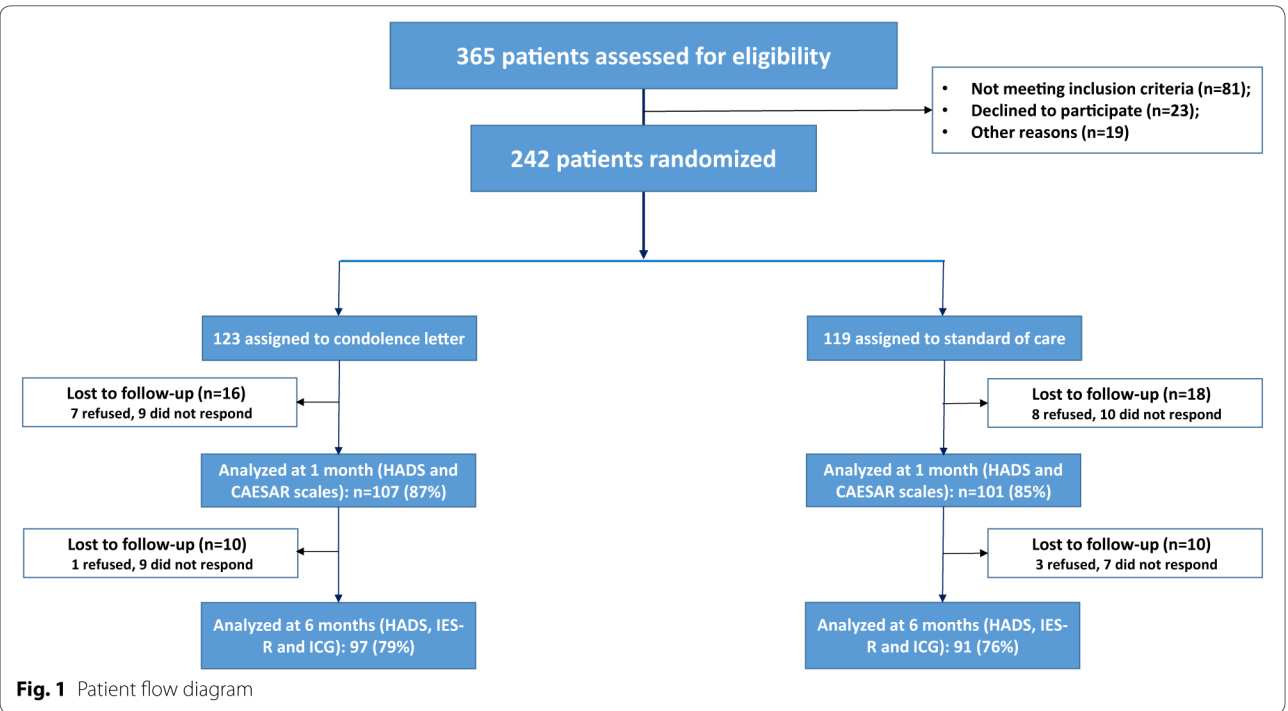 365 patients assessed for eligibility
• Not meeting inclusion criteria (n=81);
• Declined to participate (n=23);
• Other reasons (n=19)
242 patients randomized
123 assigned to condolence letter
119 assigned to standard of care
Lost to follow-up (n=16)
7 refused, 9 did not respond
Lost to follow-up (n=18)
8 refused, 10 did not respond
Analyzed at 1 month (HADS and
CAESAR scales): n=107 (87%)
Analyzed at 1 month (HADS and
CAESAR scales): n=101 (85%)
Lost to follow-up (n=10)
1 refused, 9 did not respond
Lost to follow-up (n=10)
3 refused, 7 did not respond
Analyzed at 6 months (HADS, IES-
R and ICG): 97 (79%)
Analyzed at 6 months (HADS, IES-
R and ICG): 91 (76%)
Fig. 1 Patient flow diagram